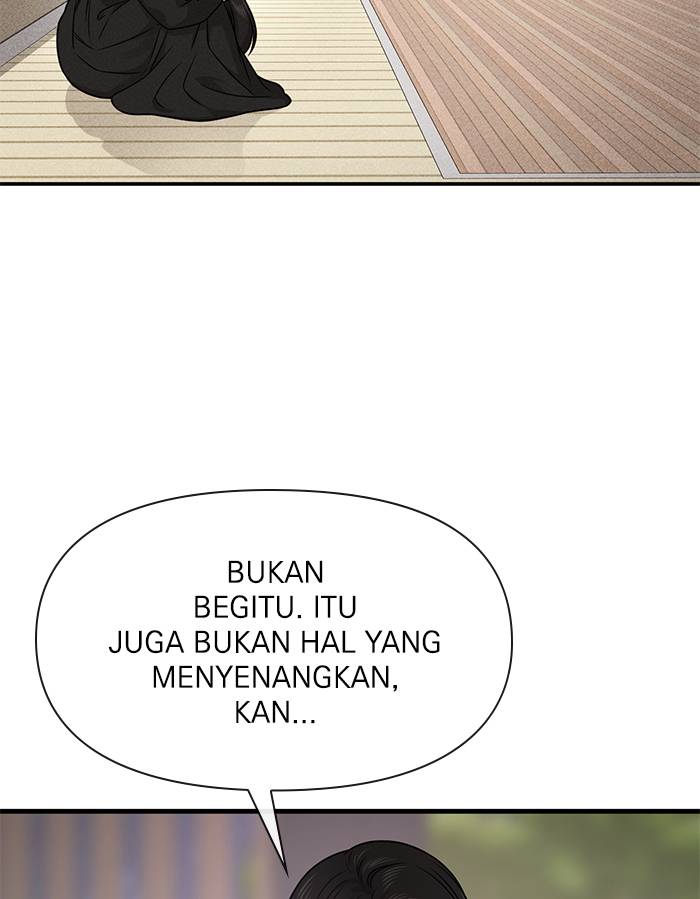 BUKAN
BEGITU. ITU
JUGA BUKAN HAL YANG
MENYENANGKAN,
KAN...